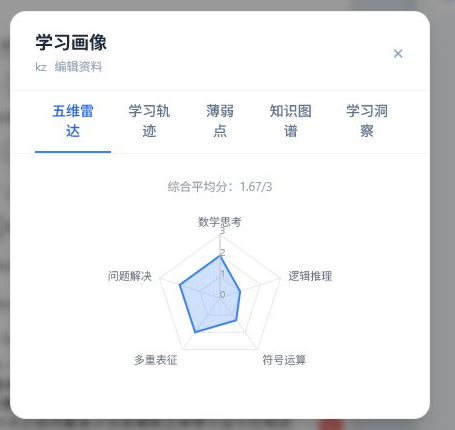 学习画像
kz 编辑资料
×
五维雷
达
学习轨
迹
薄弱
点
知识图
谱
学习洞
察
综合平均分：1.67/3
数学思考
3
2
1
0
问题解决
逻辑推理
多重表征
符号运算